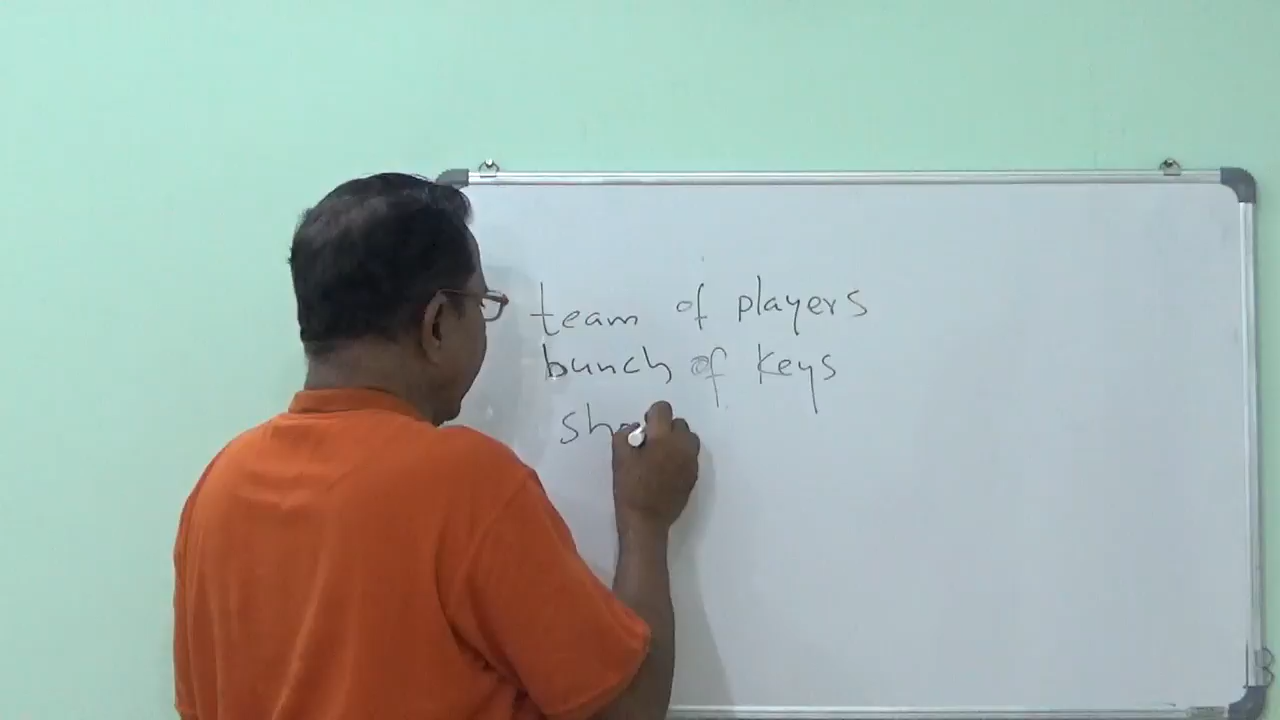 team of players
bunch of keys
sh